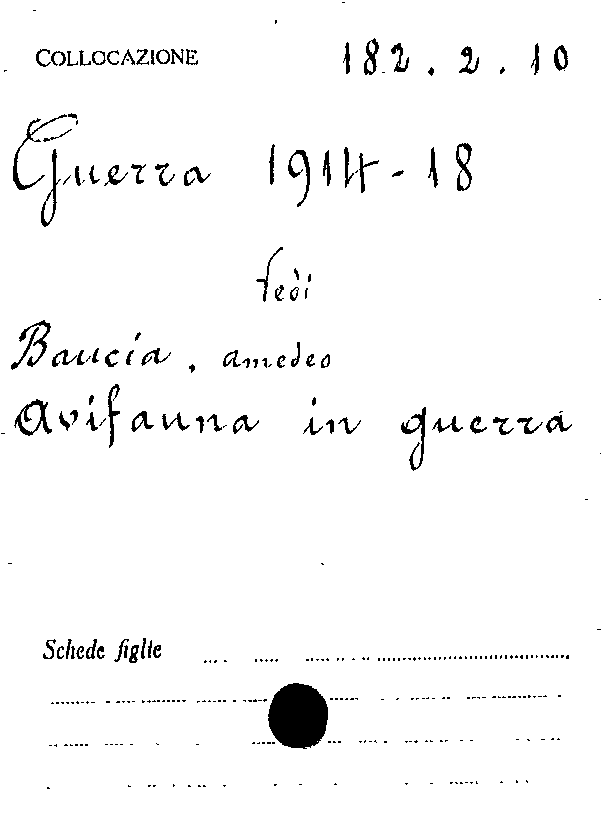 COLLOCAZIONE 182.2.10
Guerra 1914-18
Vedi
Baucia, Amedeo
Avifauna in guerra
Schede figlie